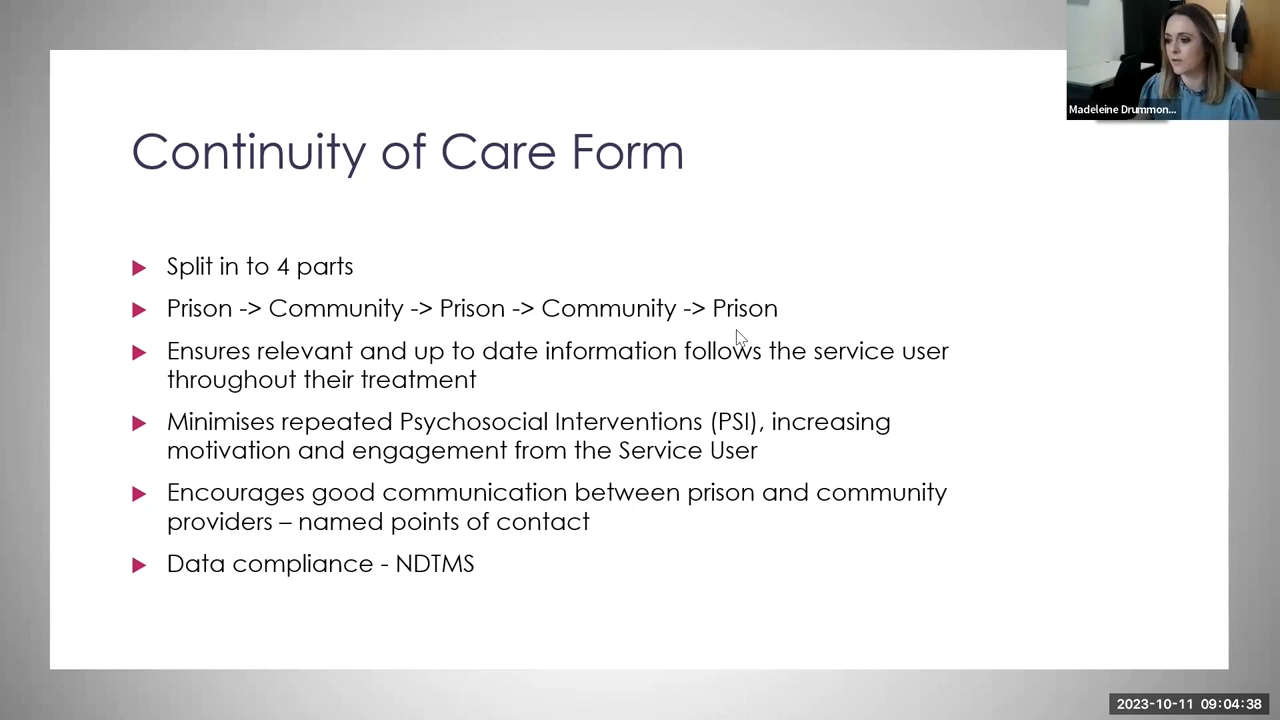 Madeleine Drummon...
Continuity of Care Form
Split in to 4 parts
Prison -> Community -> Prison -> Community -> Prison
Ensures relevant and up to date information follows the service user
throughout their treatment
Minimises repeated Psychosocial Interventions (PSI), increasing
motivation and engagement from the Service User
Encourages good communication between prison and community
providers – named points of contact
Data compliance - NDTMS
2023-10-11 09:04:38